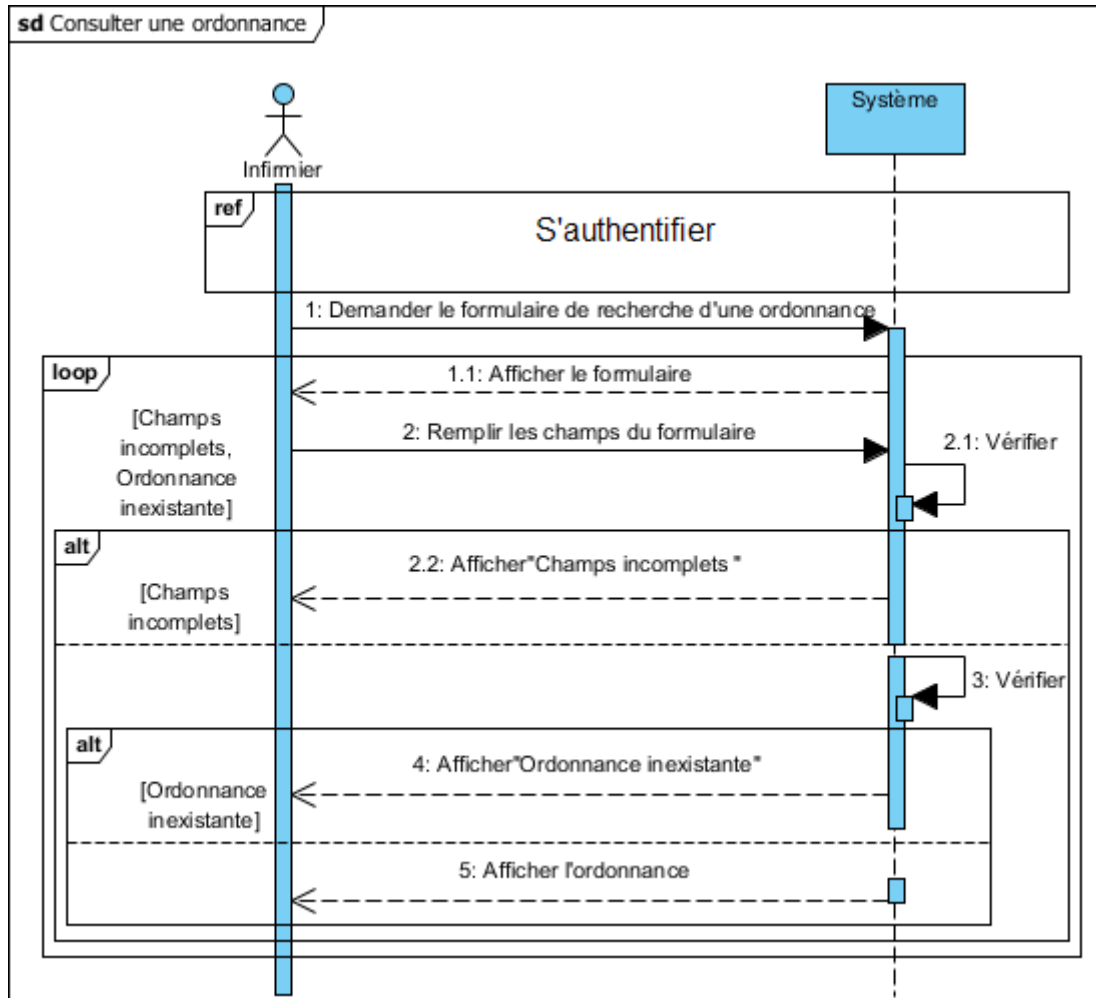 sd Consulter une ordonnance
Système
Infirmier
ref
S'authentifier
1: Demander le formulaire de recherche d'une ordonnance
loop
1.1: Afficher le formulaire
[Champs
incomplets,
Ordonnance
inexistante]
2: Remplir les champs du formulaire
2.1: Vérifier
alt
2.2: Afficher"Champs incomplets "
[Champs
incomplets]
3: Vérifier
alt
4: Afficher"Ordonnance inexistante"
[Ordonnance
inexistante]
5: Afficher l'ordonnance